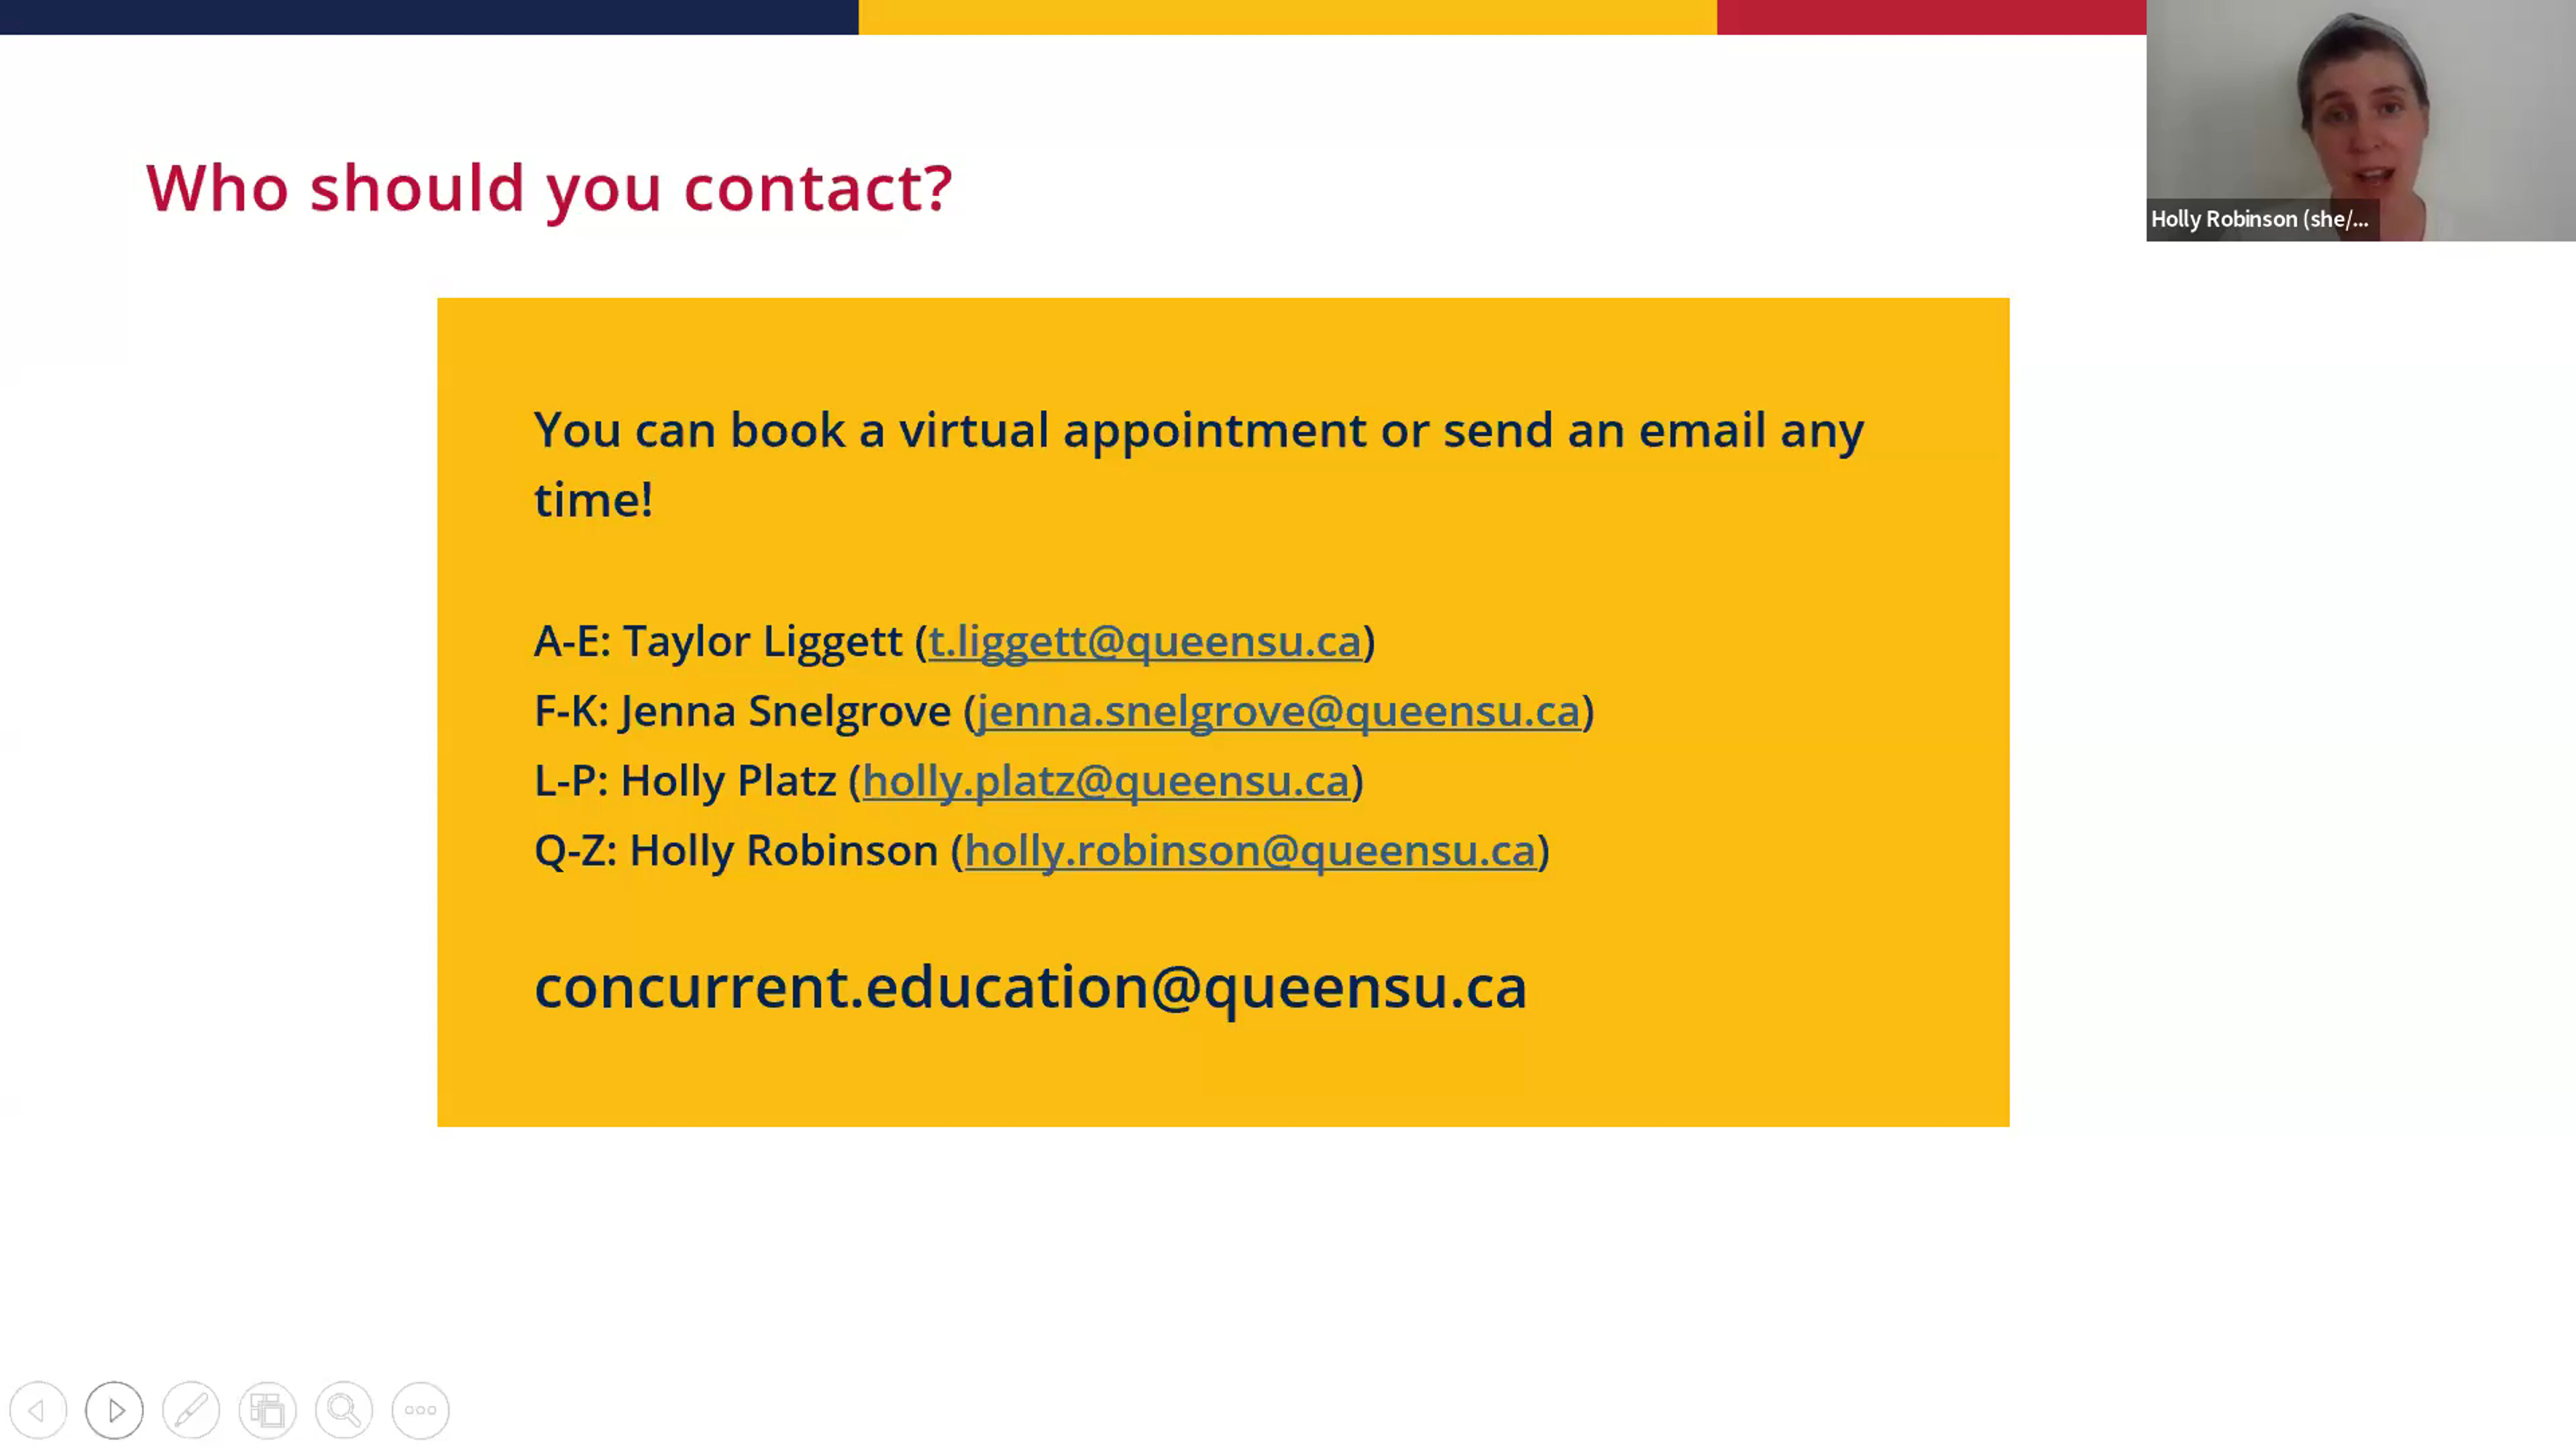 Who should you contact?
Holly Robinson (she/...
You can book a virtual appointment or send an email any
time!
A-E: Taylor Liggett (t.liggett@queensu.ca)
F-K: Jenna Snelgrove (jenna.snelgrove@queensu.ca)
L-P: Holly Platz (holly.platz@queensu.ca)
Q-Z: Holly Robinson (holly.robinson@queensu.ca)
concurrent.education@queensu.ca